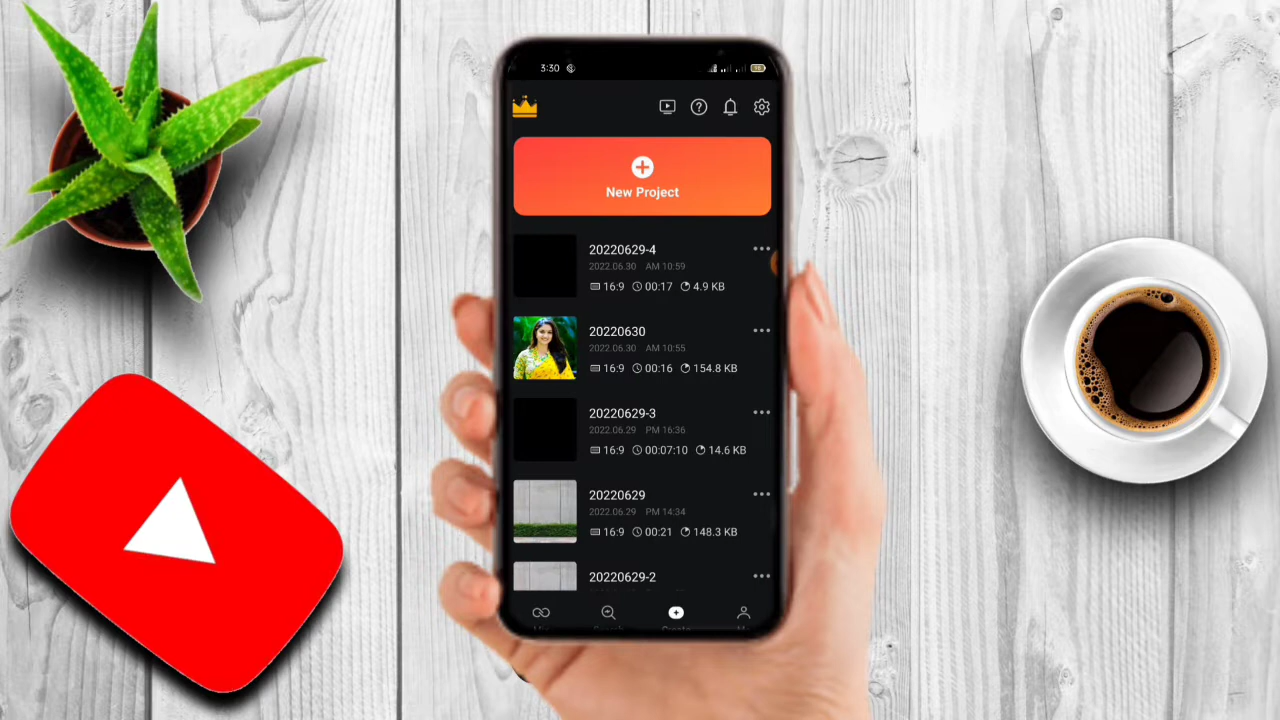 3:30
New Project
20220629-4
2022.06.30 AM 10:59
16:9 00:17 4.9 KB
20220630
2022.06.30 AM 10:55
16:9 00:16 154.8 KB
20220629-3
2022.06.29 PM 16:36
16:9 00:07:10 14.6 KB
20220629
2022.06.29 PM 14:34
16:9 00:21 148.3 KB
20220629-2